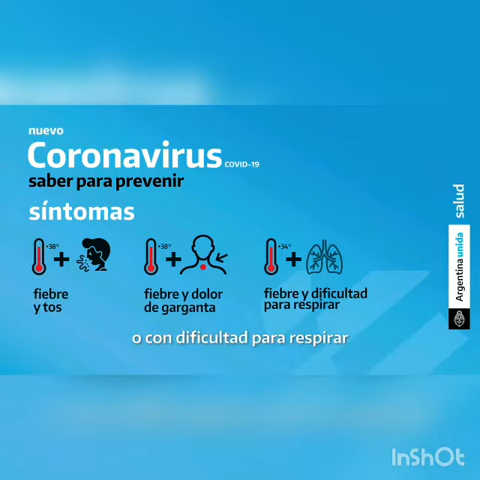 nuevo
Coronavirus COVID-19
saber para prevenir
síntomas
+38°
+
+38°
+
+34°
+
fiebre
y tos
fiebre y dolor
de garganta
fiebre y dificultad
para respirar
o con dificultad para respirar
salud
Argentina unida
InShOt